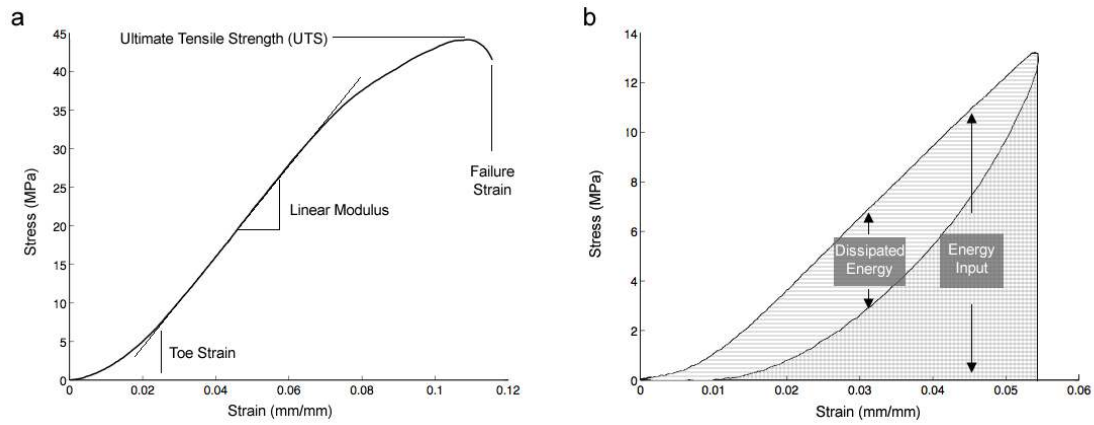 a
Ultimate Tensile Strength (UTS)
45
40
35
30
25
20
15
10
5
0
Stress (MPa)
Failure
Strain
Linear Modulus
Toe Strain
0
0.02
0.04
0.06
0.08
0.1
0.12
Strain (mm/mm)
b
14
12
10
8
6
4
2
0
Stress (MPa)
Dissipated
Energy
Energy
Input
0
0.01
0.02
0.03
0.04
0.05
0.06
Strain (mm/mm)